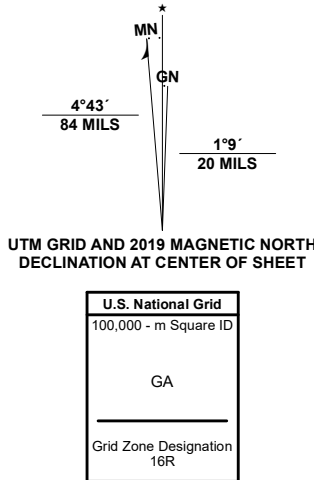 ★
MN
GN
4°43´
84 MILS
1°9´
20 MILS
UTM GRID AND 2019 MAGNETIC NORTH
DECLINATION AT CENTER OF SHEET
U.S. National Grid
100,000 - m Square ID
GA
Grid Zone Designation
16R